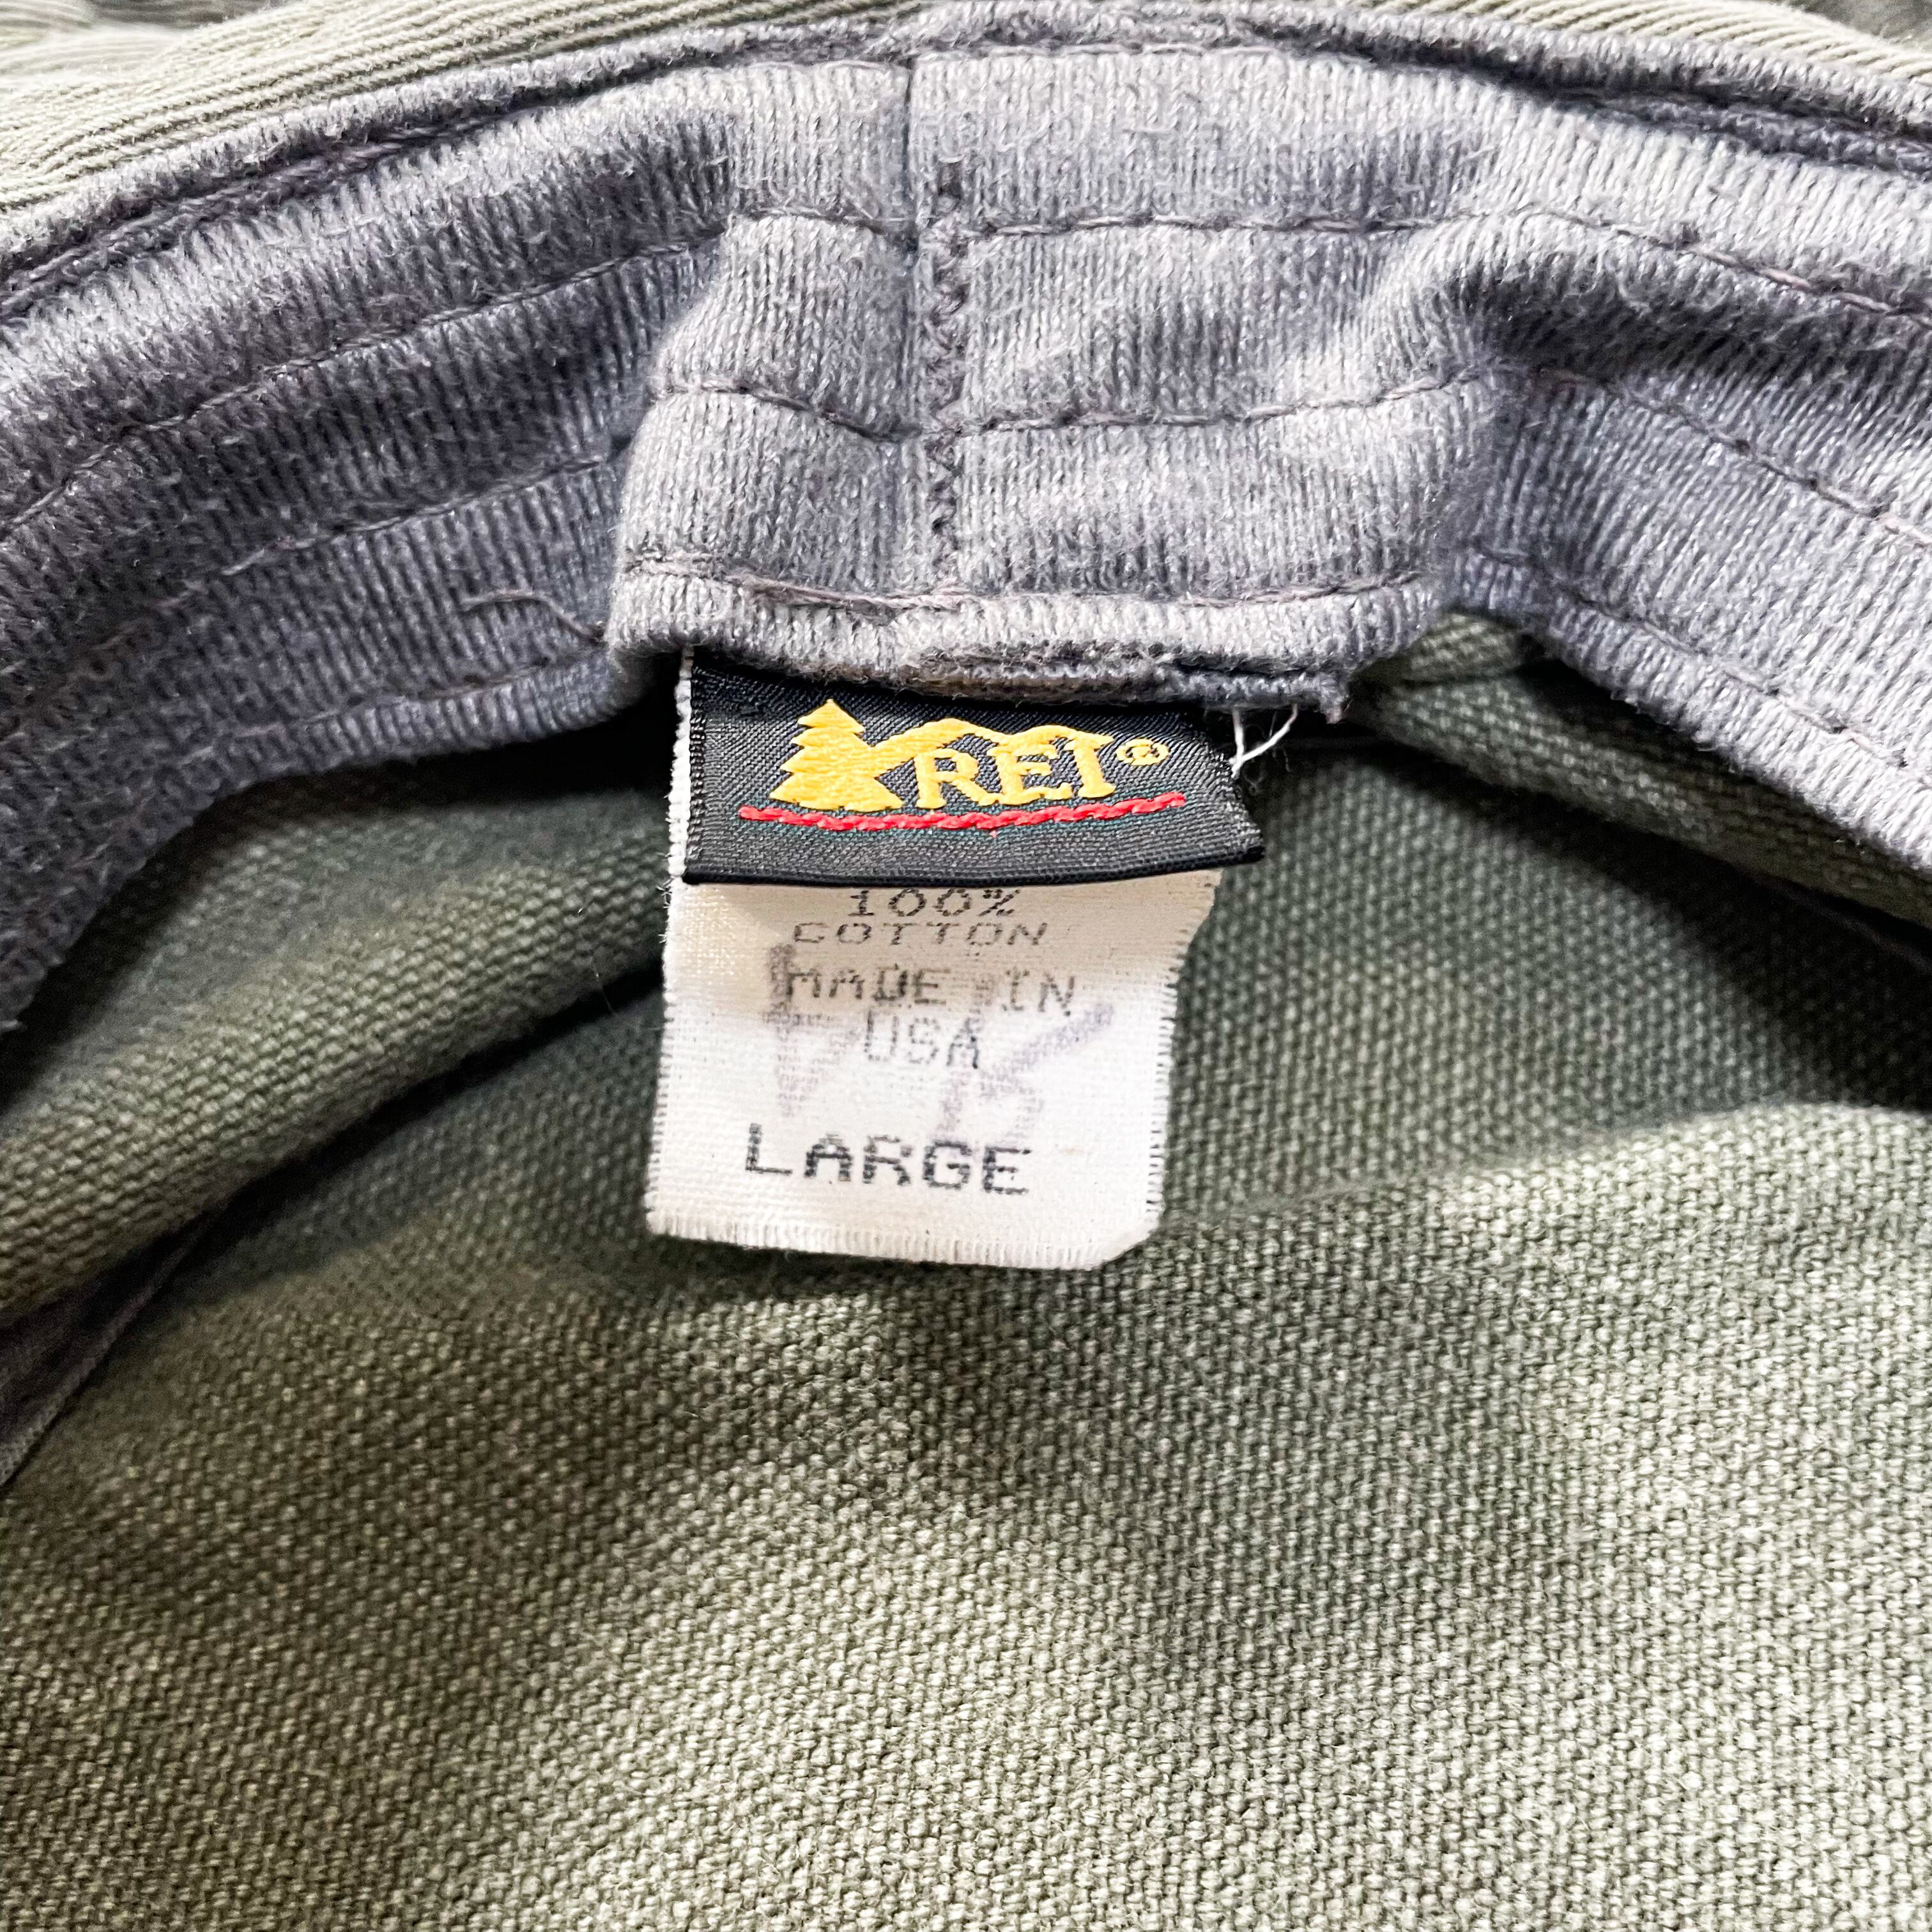 REI®
100%
COTTON
MADE IN
USA
LARGE